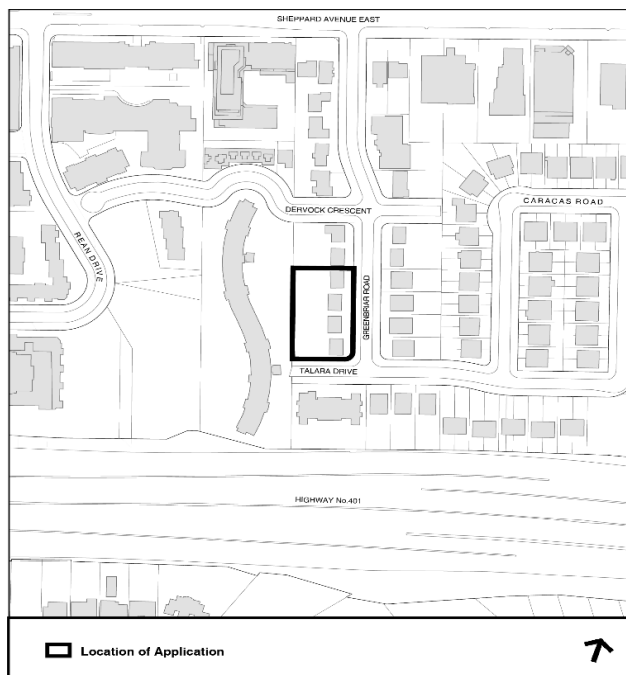 SHEPPARD AVENUE EAST
DERVOCK CRESCENT
CARACAS ROAD
REAN DRIVE
GREENBRIAR ROAD
TALARA DRIVE
HIGHWAY No.401
Location of Application